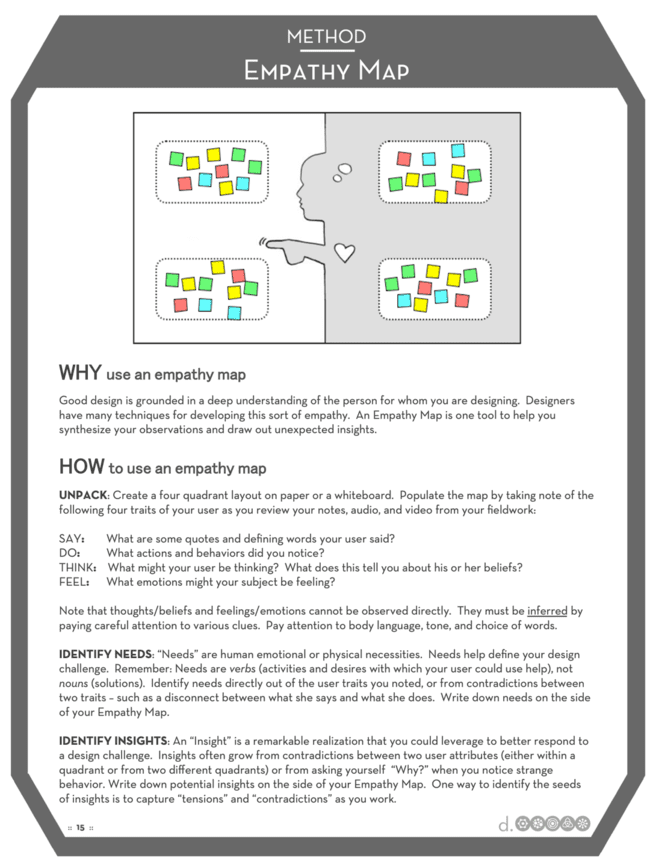 METHOD
EMPATHY MAP
WHY use an empathy map
Good design is grounded in a deep understanding of the person for whom you are designing. Designers
have many techniques for developing this sort of empathy. An Empathy Map is one tool to help you
synthesize your observations and draw out unexpected insights.
HOW to use an empathy map
UNPACK: Create a four quadrant layout on paper or a whiteboard. Populate the map by taking note of the
following four traits of your user as you review your notes, audio, and video from your fieldwork:
SAY: What are some quotes and defining words your user said?
DO: What actions and behaviors did you notice?
THINK: What might your user be thinking? What does this tell you about his or her beliefs?
FEEL: What emotions might your subject be feeling?
Note that thoughts/beliefs and feelings/emotions cannot be observed directly. They must be inferred by
paying careful attention to various clues. Pay attention to body language, tone, and choice of words.
IDENTIFY NEEDS: “Needs” are human emotional or physical necessities. Needs help define your design
challenge. Remember: Needs are verbs (activities and desires with which your user could use help), not
nouns (solutions). Identify needs directly out of the user traits you noted, or from contradictions between
two traits – such as a disconnect between what she says and what she does. Write down needs on the side
of your Empathy Map.
IDENTIFY INSIGHTS: An “Insight” is a remarkable realization that you could leverage to better respond to
a design challenge. Insights often grow from contradictions between two user attributes (either within a
quadrant or from two different quadrants) or from asking yourself “Why?” when you notice strange
behavior. Write down potential insights on the side of your Empathy Map. One way to identify the seeds
of insights is to capture “tensions” and “contradictions” as you work.
:: 15 ::
d.